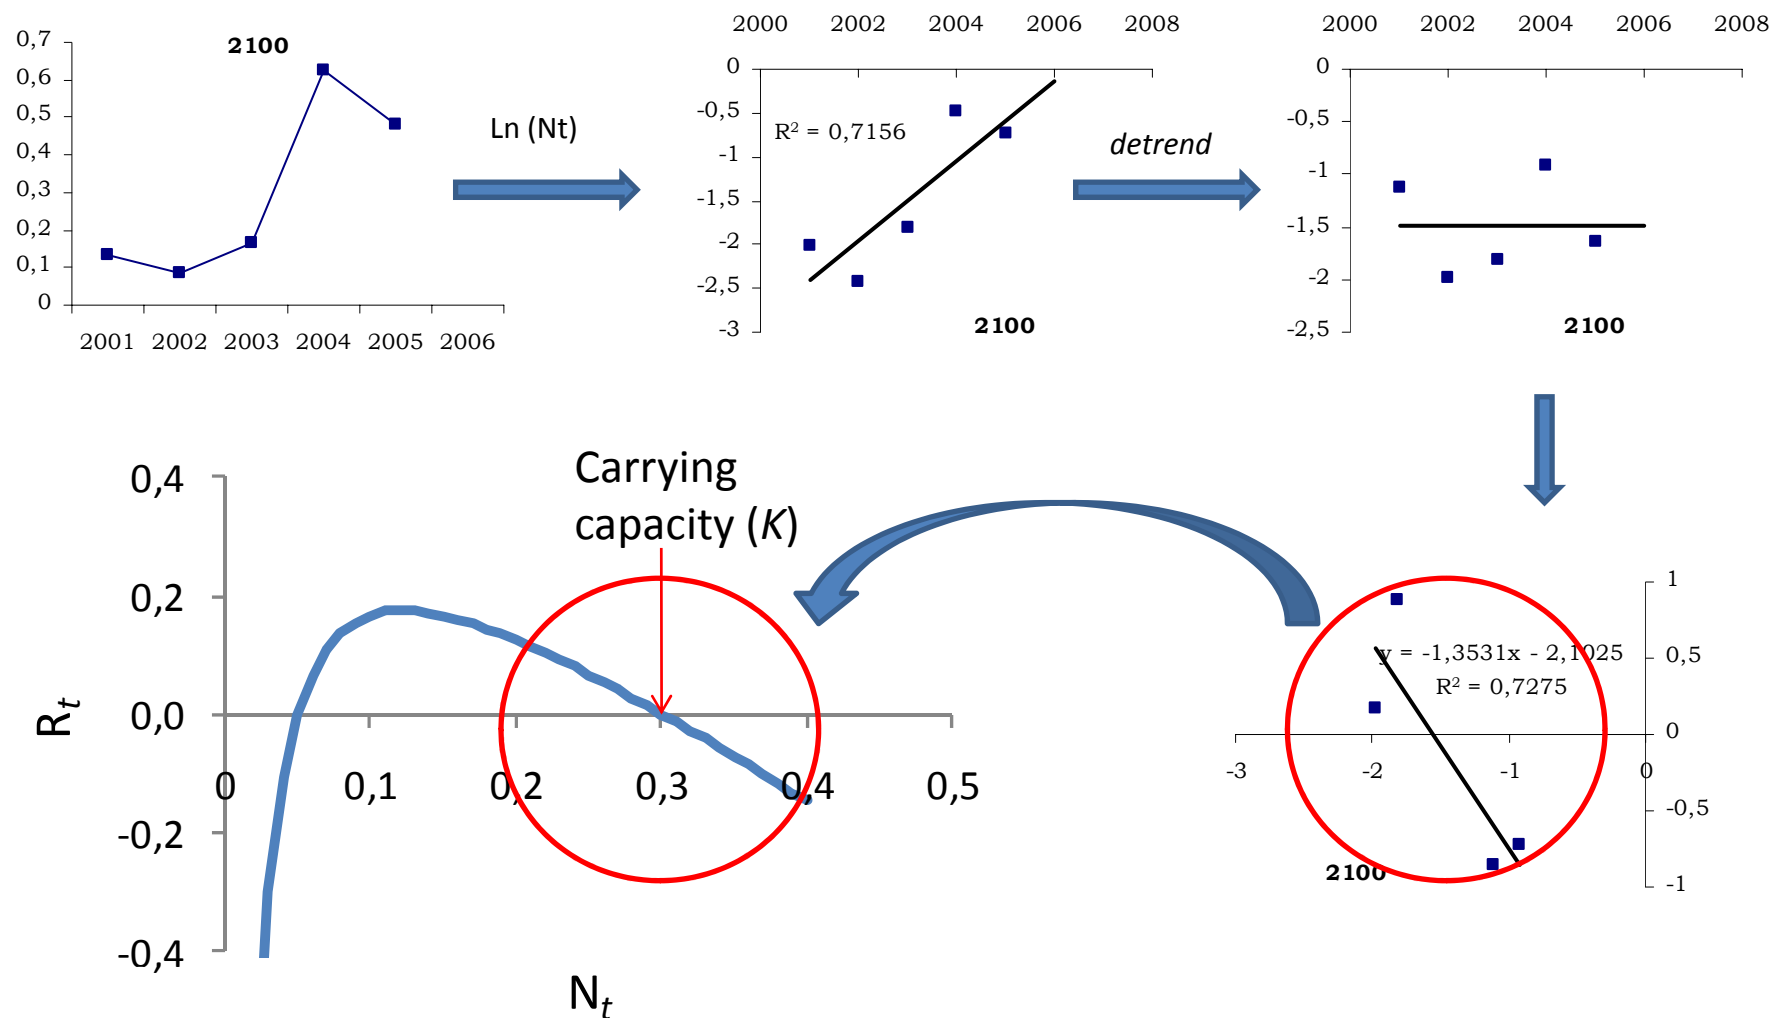 0,7
0,6
0,5
0,4
0,3
0,2
0,1
0
2100
2001 2002 2003 2004 2005 2006
Ln (Nt)
2000 2002 2004 2006 2008
0
-0,5
-1
-1,5
-2
-2,5
-3
R² = 0,7156
2100
detrend
2000 2002 2004 2006 2008
0
-0,5
-1
-1,5
-2
-2,5
2100
Carrying
capacity (K)
0,4
0,2
0,0
-0,2
-0,4
0 0,1 0,2 0,3 0,4 0,5
Rt
Nt
1
0,5
0
-0,5
-1
y = -1,3531x - 2,1025
R² = 0,7275
-3 -2 -1 0
2100